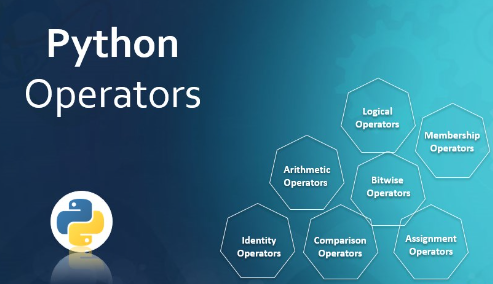 Python
Operators
Logical
Operators
Membership
Operators
Arithmetic
Operators
Bitwise
Operators
Identity
Operators
Comparison
Operators
Assignment
Operators